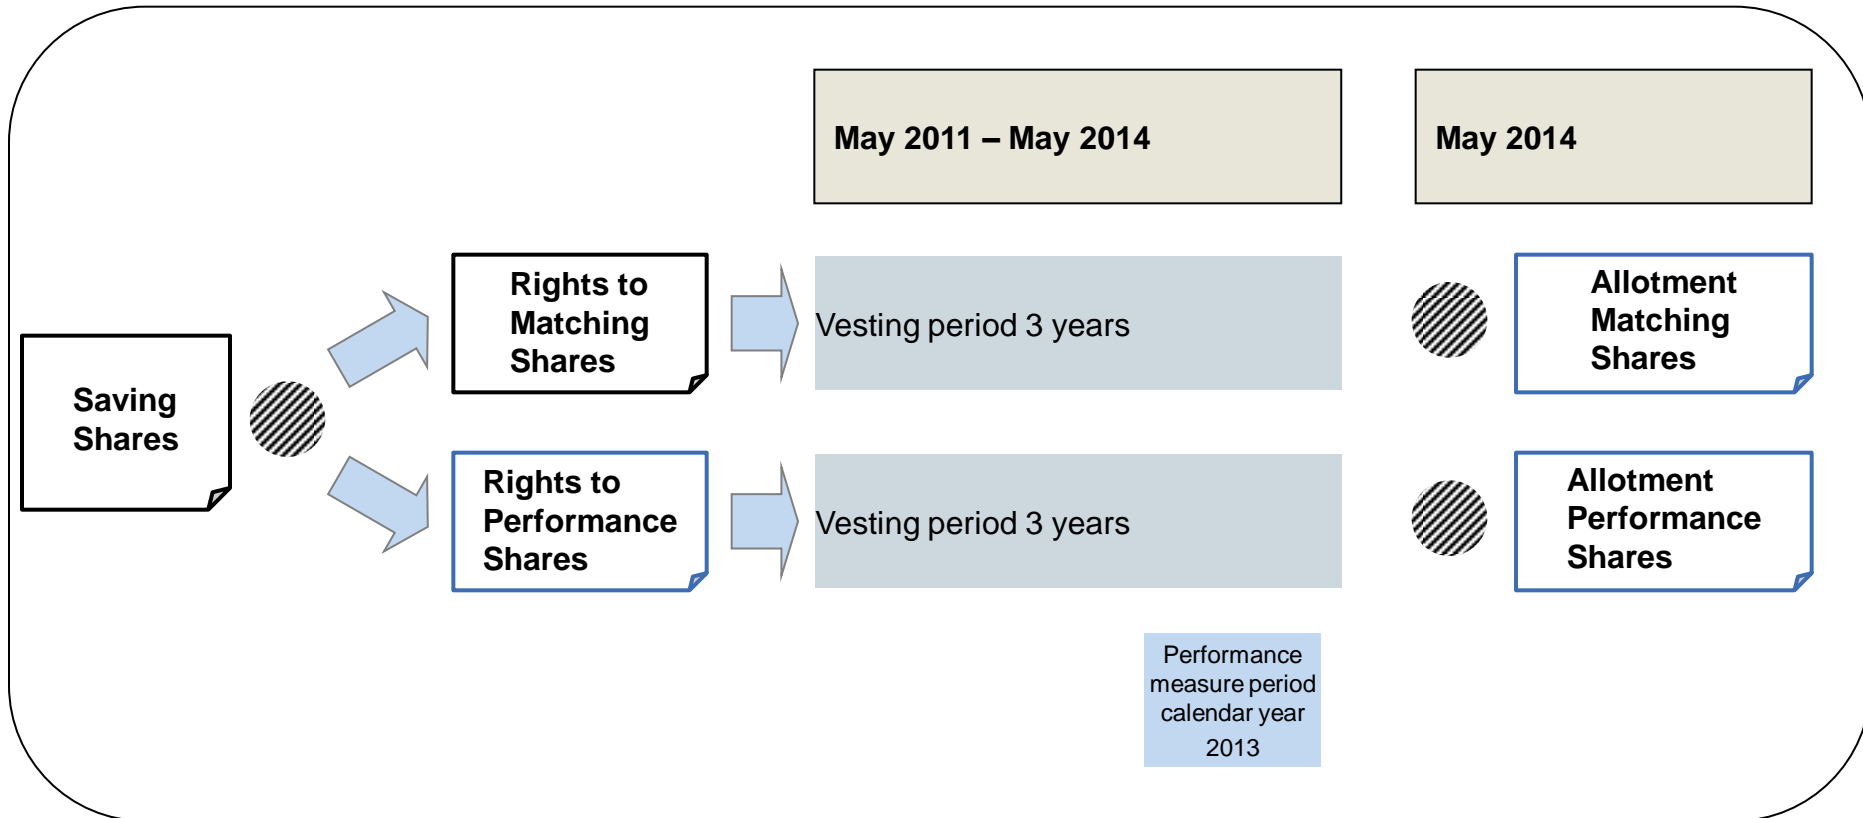 May 2011 – May 2014
May 2014
Saving
Shares
Rights to
Matching
Shares
Vesting period 3 years
Allotment
Matching
Shares
Rights to
Performance
Shares
Vesting period 3 years
Allotment
Performance
Shares
Performance
measure period
calendar year
2013